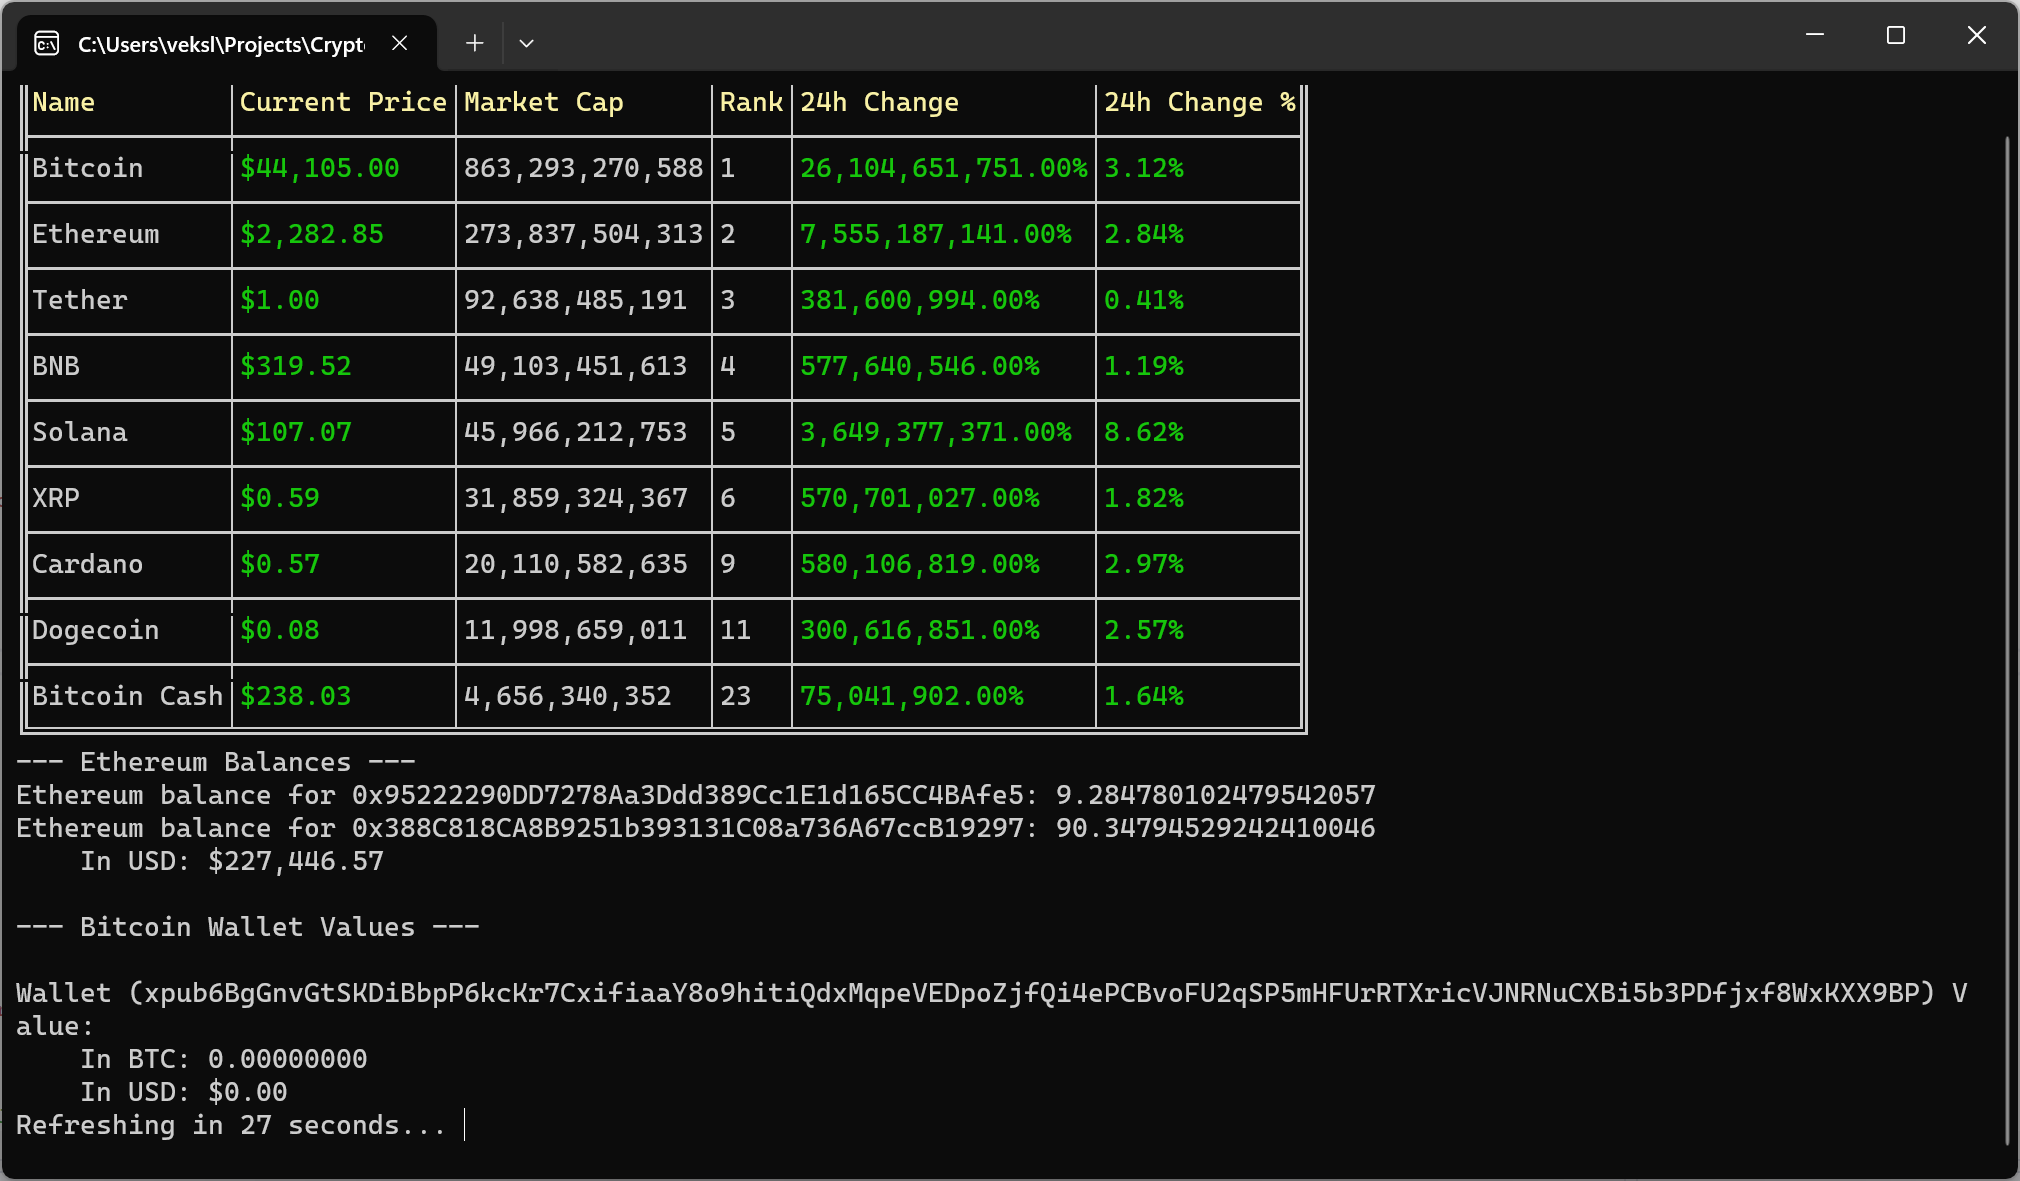 C:\Users\veksl\Projects\Crypt
Name Current Price Market Cap Rank 24h Change 24h Change %
Bitcoin $44,105.00 863,293,270,588 1 26,104,651,751.00% 3.12%
Ethereum $2,282.85 273,837,504,313 2 7,555,187,141.00% 2.84%
Tether $1.00 92,638,485,191 3 381,600,994.00% 0.41%
BNB $319.52 49,103,451,613 4 577,640,546.00% 1.19%
Solana $107.07 45,966,212,753 5 3,649,377,371.00% 8.62%
XRP $0.59 31,859,324,367 6 570,701,027.00% 1.82%
Cardano $0.57 20,110,582,635 9 580,106,819.00% 2.97%
Dogecoin $0.08 11,998,659,011 11 300,616,851.00% 2.57%
Bitcoin Cash $238.03 4,656,340,352 23 75,041,902.00% 1.64%
--- Ethereum Balances ---
Ethereum balance for 0x95222290DD7278Aa3Ddd389Cc1E1d165CC4BAfe5: 9.284780102479542057
Ethereum balance for 0x388C818CA8B9251b393131C08a736A67ccB19297: 90.34794529242410046
In USD: $227,446.57
--- Bitcoin Wallet Values ---
Wallet (xpub6BgGnvGtSKDiBbpP6kcKr7CxifiaaY8o9hitiQdxMqpeVEDpoZjfQi4ePCBvoFU2qSP5mHFUrRTXricVJNRNuCXBi5b3PDfjxf8WxKXX9BP) V
alue:
In BTC: 0.00000000
In USD: $0.00
Refreshing in 27 seconds...